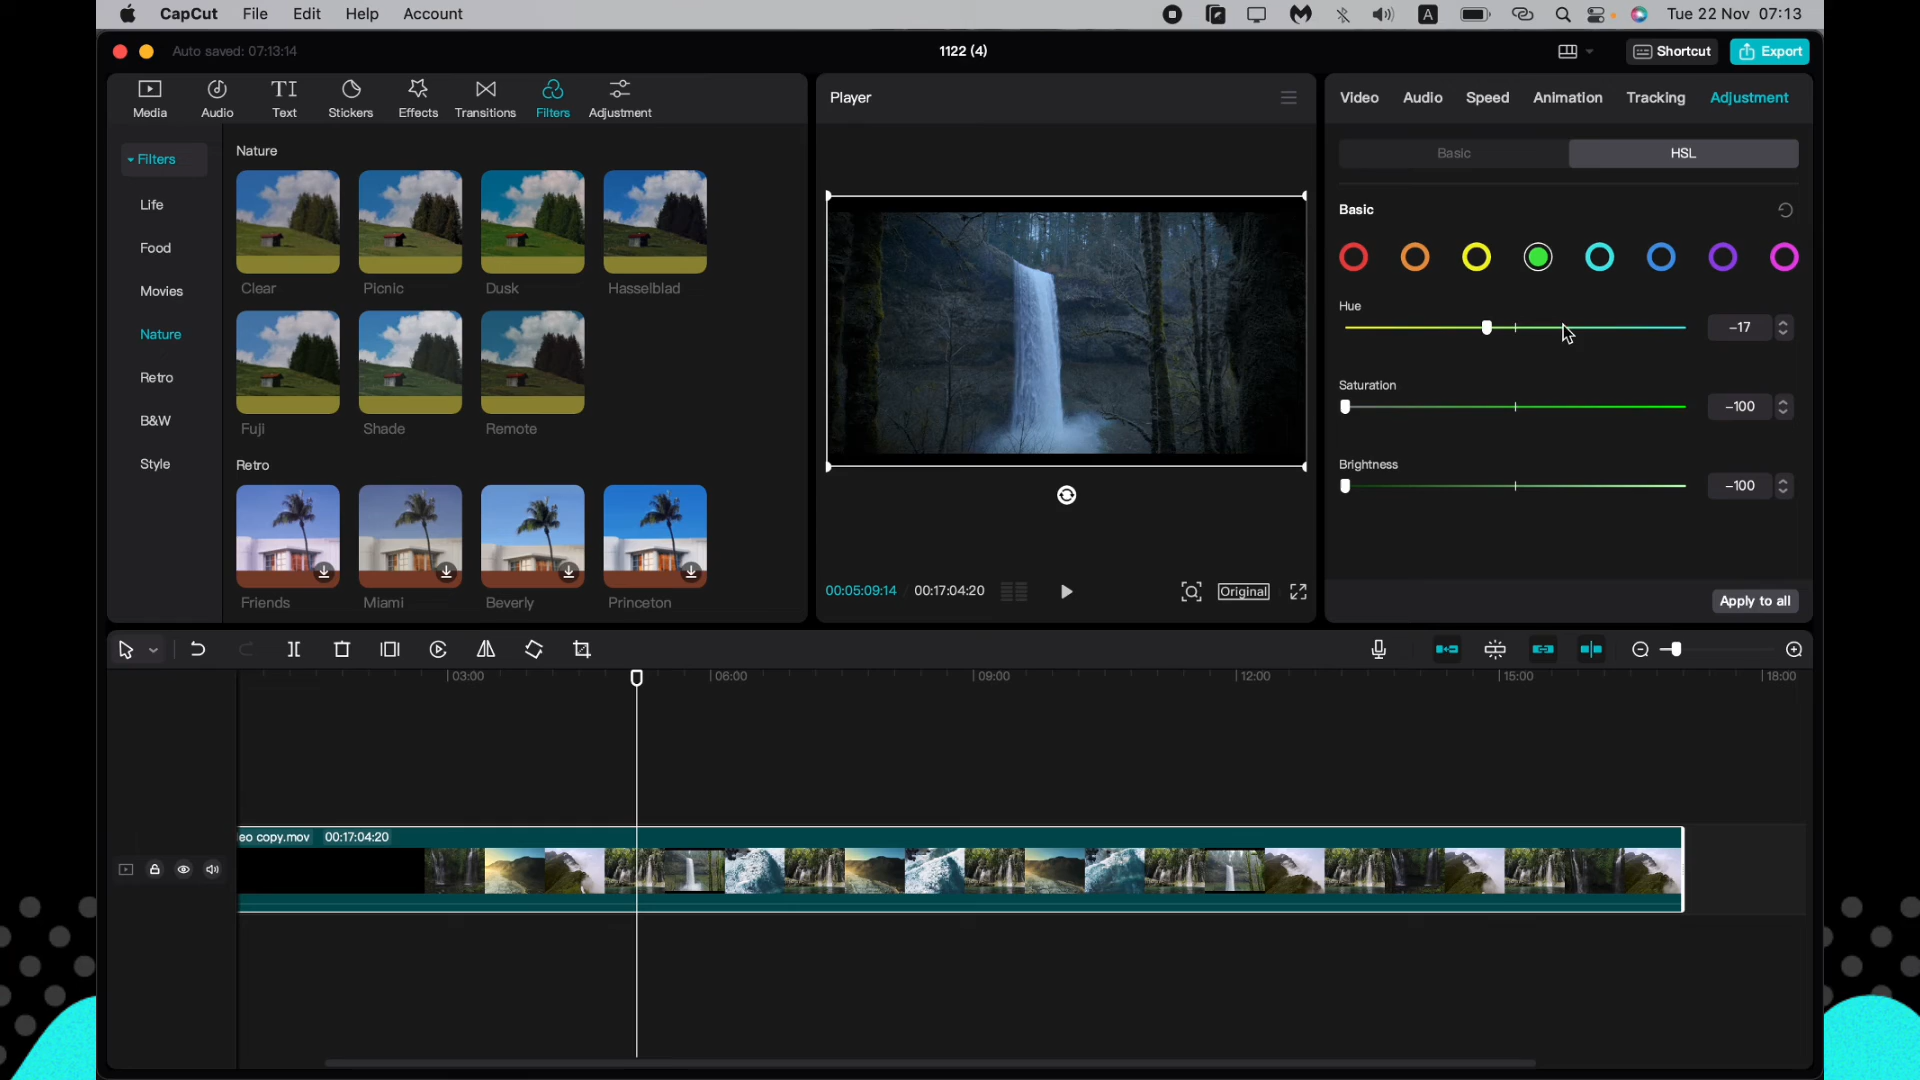 CapCut File Edit Help Account A Tue 22 Nov 07:13
Auto saved: 07:13:14 1122 (4) Shortcut Export
Media Audio Text Stickers Effects Transitions Filters Adjustment
Filters
Life
Food
Movies
Nature
Retro
B&W
Style
Nature
Clear Picnic Dusk Hasselblad
Fuji Shade Remote
Retro
Friends Miami Beverly Princeton
Player
00:05:09:14 00:17:04:20 Original
Video Audio Speed Animation Tracking Adjustment
Basic HSL
Basic
Hue
-17
Saturation
-100
Brightness
-100
Apply to all
03:00 06:00 09:00 12:00 15:00 18:00
eo copy.mov 00:17:04:20